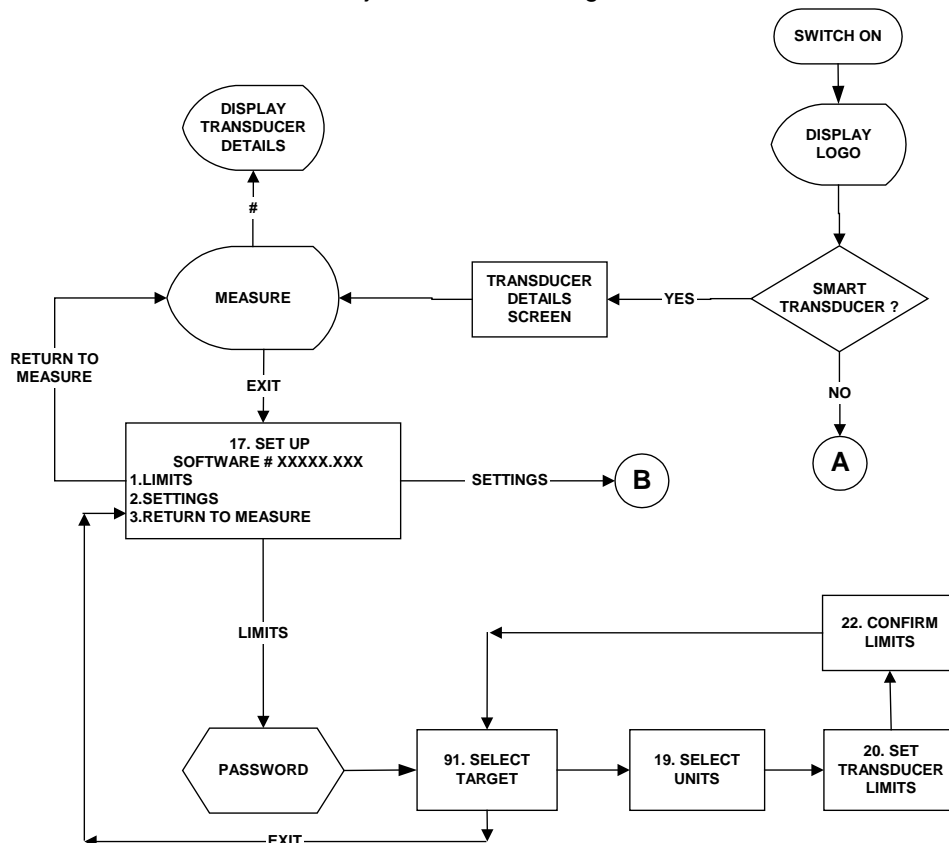 SWITCH ON
DISPLAY
TRANSDUCER
DETAILS
DISPLAY
LOGO
#
MEASURE
TRANSDUCER
DETAILS
SCREEN
YES
SMART
TRANSDUCER ?
RETURN TO
MEASURE
EXIT
NO
17. SET UP
SOFTWARE # XXXXX.XXX
1.LIMITS
2.SETTINGS
3.RETURN TO MEASURE
SETTINGS
B
A
LIMITS
22. CONFIRM
LIMITS
PASSWORD
91. SELECT
TARGET
19. SELECT
UNITS
20. SET
TRANSDUCER
LIMITS
EXIT